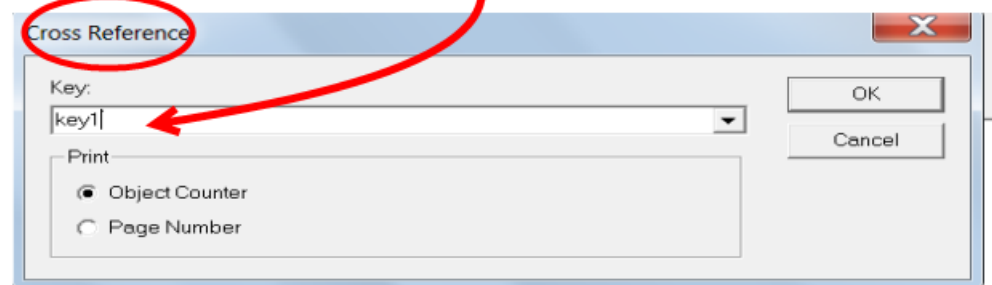 Cross Reference
Key:
OK
key1
Cancel
Print
Object Counter
Page Number